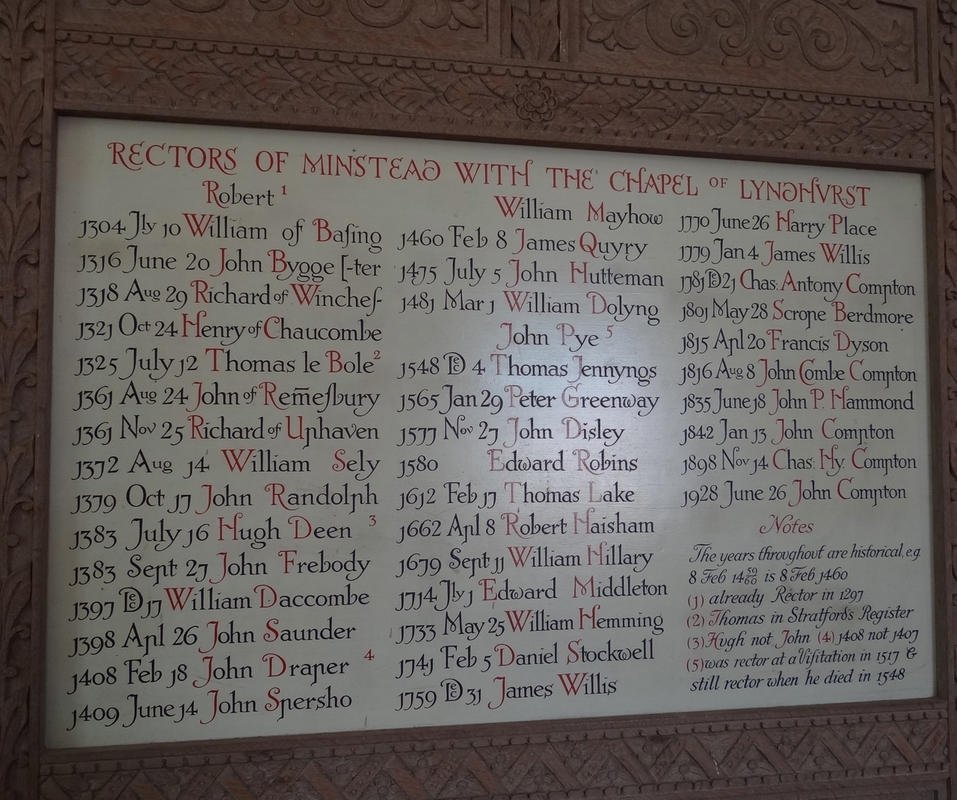 RECTORS OF MINSTEAD WITH THE CHAPEL OF LYNDHVRST
Robert 1
1304 Jly 10 William of Baſing
1316 June 20 John Bygge [-ter
1318 Aug 29 Richard of Wincheſ-
1321 Oct 24 Henry of Chaucombe
1325 July 12 Thomas le Bole 2
1361 Aug 24 John of Rem̄eſbury
1361 Nov 25 Richard of Uphaven
1372 Aug 14 William Sely
1379 Oct 17 John Randolph
1383 July 16 Hugh Deen 3
1383 Sept 27 John Frebody
1397 Dec 17 William Daccombe
1398 Apl 26 John Saunder
1408 Feb 18 John Draper 4
1409 June 14 John Spersho
William Mayhow
1460 Feb 8 James Quyry
1475 July 5 John Hutteman
1481 Mar 1 William Dolyng
John Pye 5
1548 Dec 4 Thomas Jennyngs
1565 Jan 29 Peter Greenway
1577 Nov 27 John Disley
1580 Edward Robins
1612 Feb 17 Thomas Lake
1662 Apl 8 Robert Haisham
1679 Sept 11 William Hillary
1714 Jly 1 Edward Middleton
1733 May 25 William Hemming
1741 Feb 5 Daniel Stockwell
1759 Dec 31 James Willis
1770 June 26 Harry Place
1779 Jan 4 James Willis
1781 Dec 21 Chas. Antony Compton
1801 May 28 Scrope Berdmore
1815 Apl 20 Francis Dyson
1816 Aug 8 John Combe Compton
1835 June 18 John P. Hammond
1842 Jan 13 John Compton
1898 Nov 14 Chas. Hy. Compton
1928 June 26 John Compton
Notes
The years throughout are historical, e.g.
8 Feb 14 59/60 is 8 Feb 1460
(1) already Rector in 1297
(2) Thomas in Stratford's Register
(3) Hugh not John (4) 1408 not 1407
(5) was rector at a Viſitation in 1517 &
still rector when he died in 1548